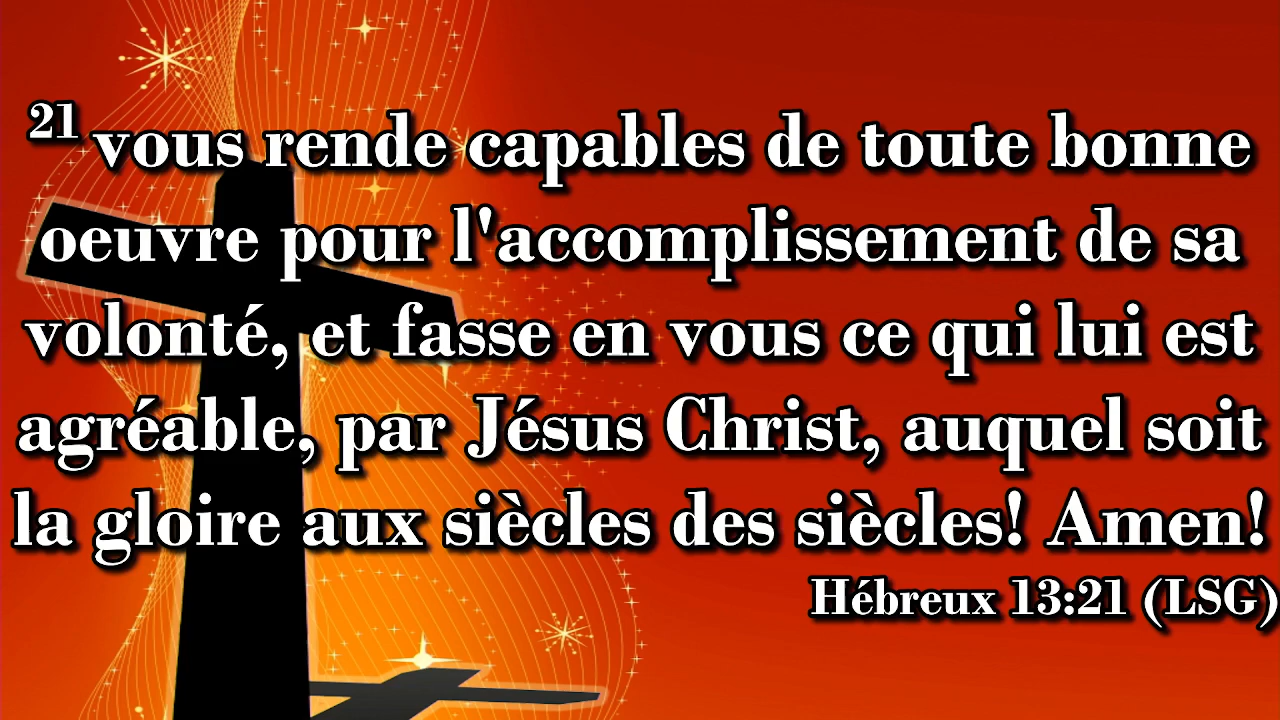 21 vous rende capables de toute bonne
oeuvre pour l'accomplissement de sa
volonté, et fasse en vous ce qui lui est
agréable, par Jésus Christ, auquel soit
la gloire aux siècles des siècles! Amen!
Hébreux 13:21 (LSG)